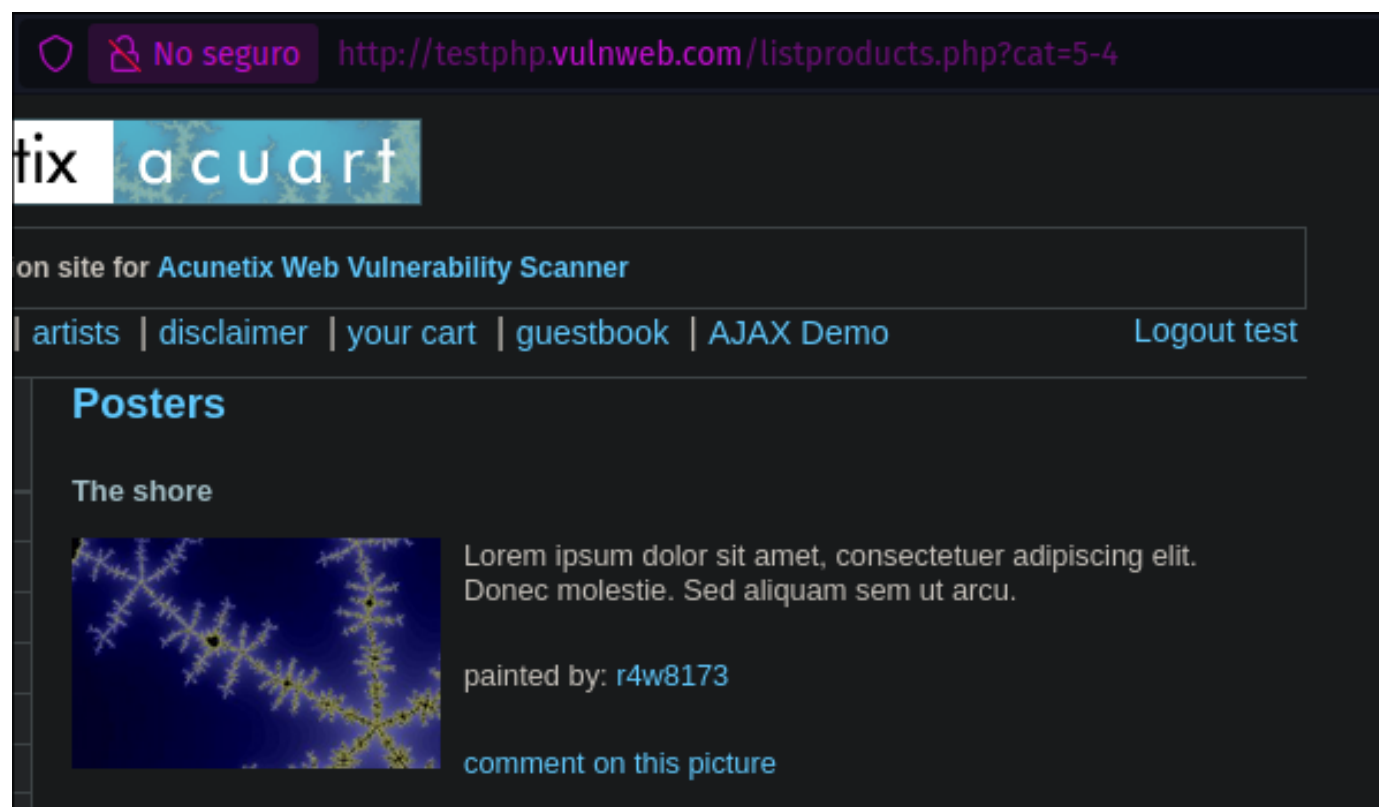 No seguro http://testphp.vulnweb.com/listproducts.php?cat=5-4
tix acuart
on site for Acunetix Web Vulnerability Scanner
| artists | disclaimer | your cart | guestbook | AJAX Demo Logout test
Posters
The shore
Lorem ipsum dolor sit amet, consectetuer adipiscing elit.
Donec molestie. Sed aliquam sem ut arcu.
painted by: r4w8173
comment on this picture